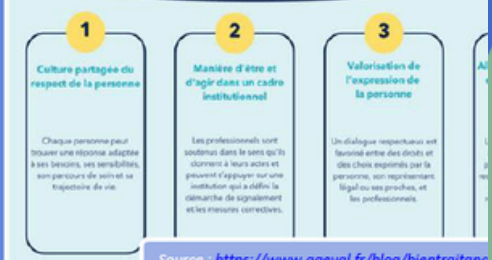 1
Culture partagée du
respect de la personne
Chaque personne peut
trouver une réponse adaptée
à ses besoins, ses sensibilités,
son parcours de soin et sa
trajectoire de vie.
2
Manière d'être et
d'agir dans un cadre
institutionnel
Les professionnels sont
soutenus dans le sens qu'ils
donnent à leurs actes et
peuvent s'appuyer sur une
institution qui a défini la
démarche de signalement
et les mesures correctives.
3
Valorisation de
l'expression de
la personne
Un dialogue respectueux est
favorisé entre des droits et
des choix exprimés par la
personne, son représentant
légal ou ses proches, et
les professionnels.
Source : https://www.ageval.fr/blog/bientraitanc